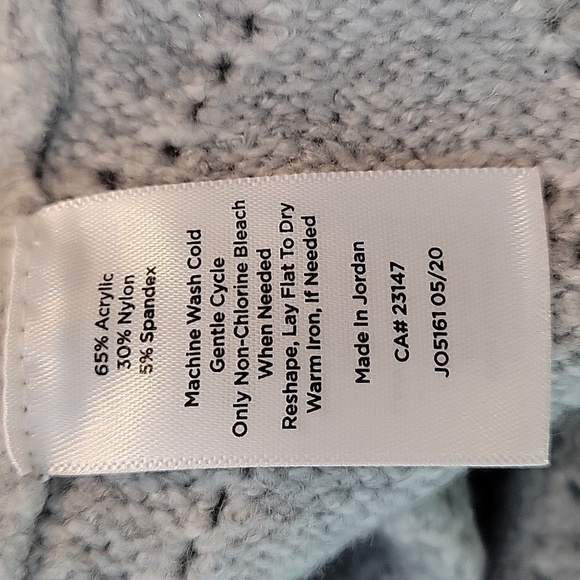 65% Acrylic
30% Nylon
5% Spandex
Machine Wash Cold
Gentle Cycle
Only Non-Chlorine Bleach
When Needed
Reshape, Lay Flat To Dry
Warm Iron, If Needed
Made In Jordan
CA# 23147
JO5161 05/20